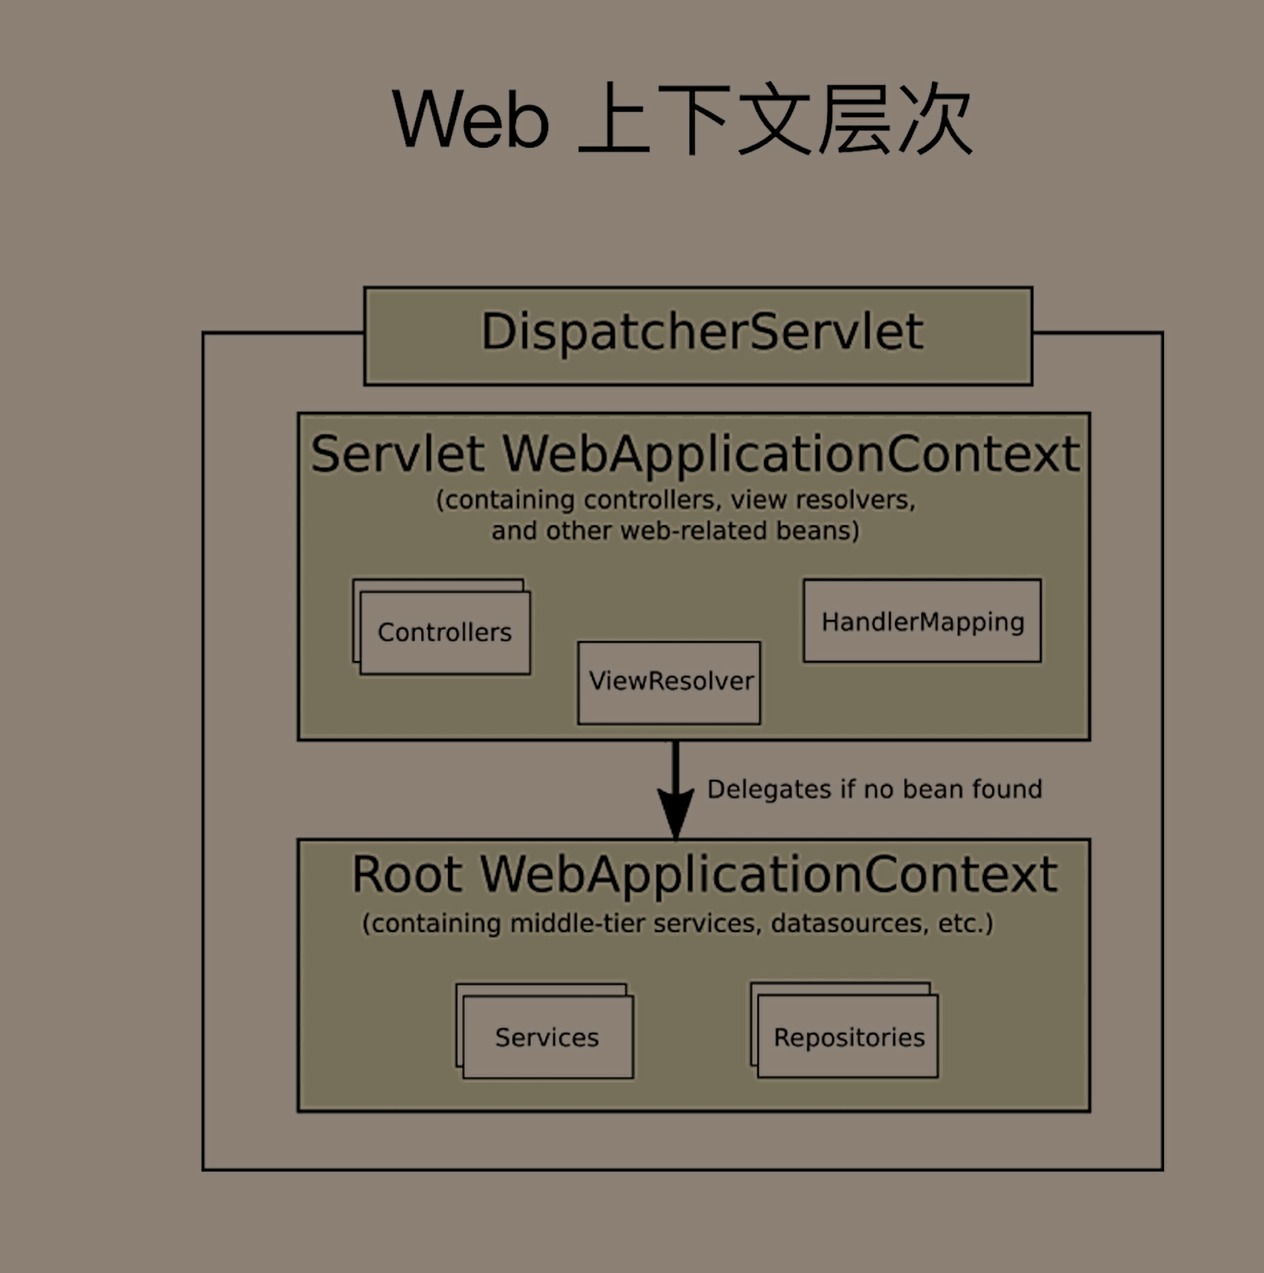 Web 上下文层次
DispatcherServlet
Servlet WebApplicationContext
(containing controllers, view resolvers,
and other web-related beans)
Controllers
HandlerMapping
ViewResolver
Delegates if no bean found
Root WebApplicationContext
(containing middle-tier services, datasources, etc.)
Services
Repositories